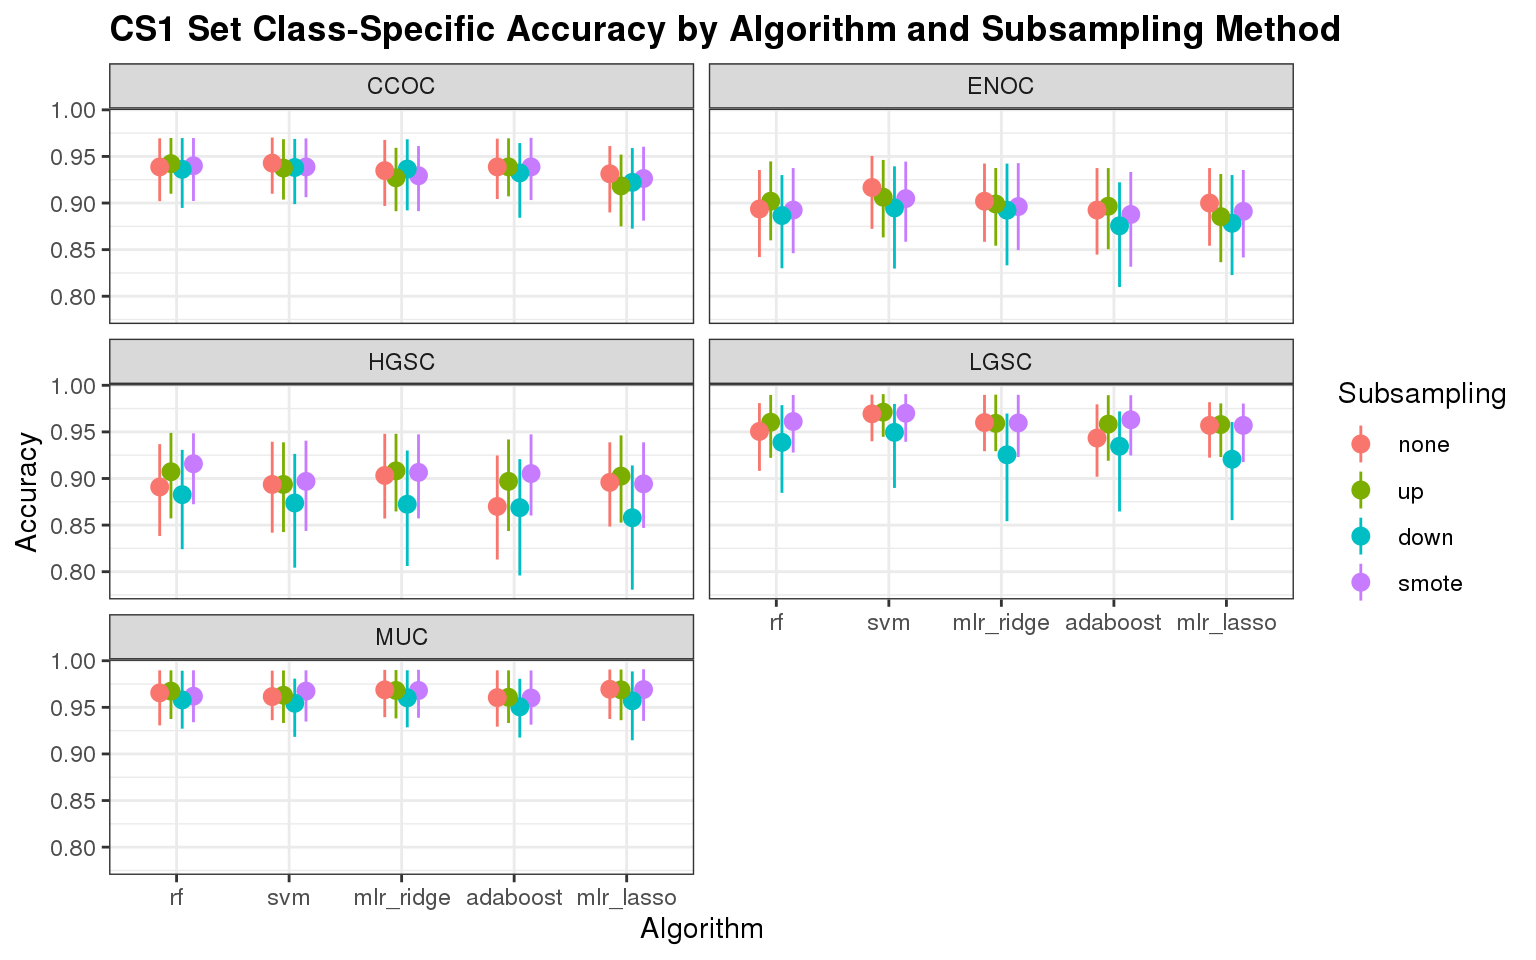 CS1 Set Class-Specific Accuracy by Algorithm and Subsampling Method
CCOC
ENOC
1.00
0.95
0.90
0.85
0.80
HGSC
LGSC
1.00
0.95
0.90
0.85
0.80
rf svm mlr_ridge adaboost mlr_lasso
MUC
1.00
0.95
0.90
0.85
0.80
rf svm mlr_ridge adaboost mlr_lasso
Algorithm
Accuracy
Subsampling
none
up
down
smote